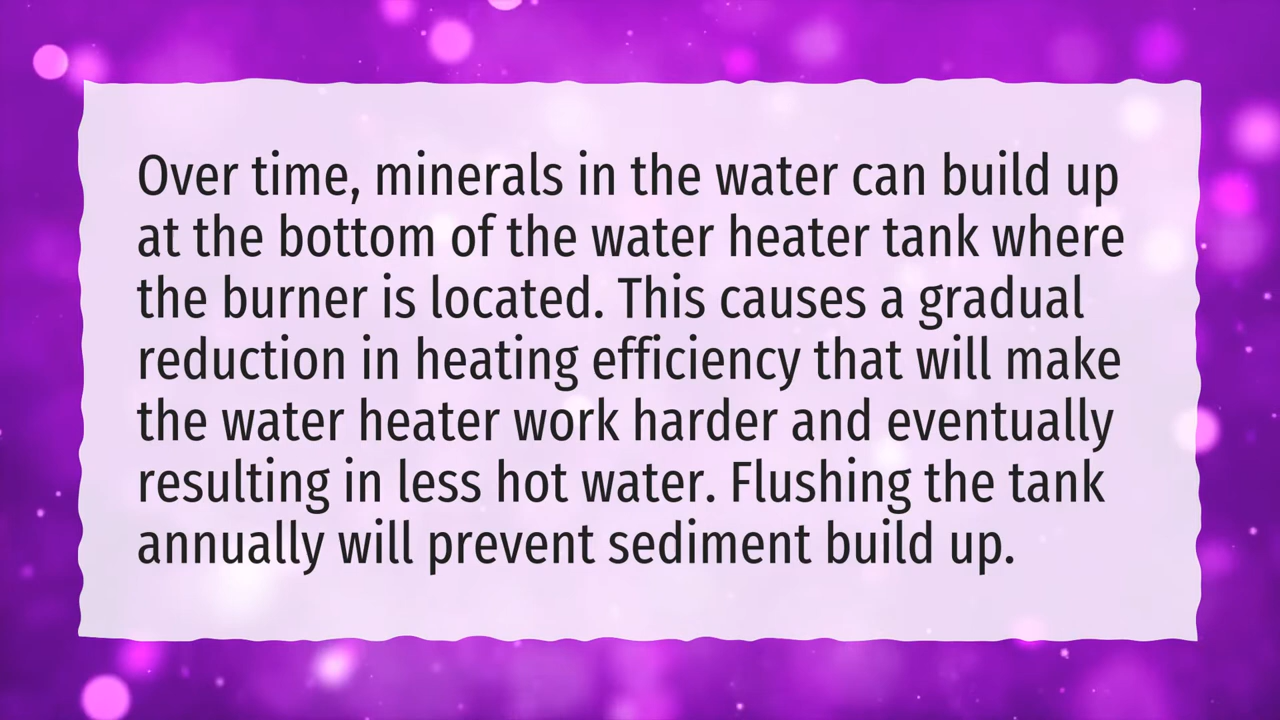 Over time, minerals in the water can build up
at the bottom of the water heater tank where
the burner is located. This causes a gradual
reduction in heating efficiency that will make
the water heater work harder and eventually
resulting in less hot water. Flushing the tank
annually will prevent sediment build up.